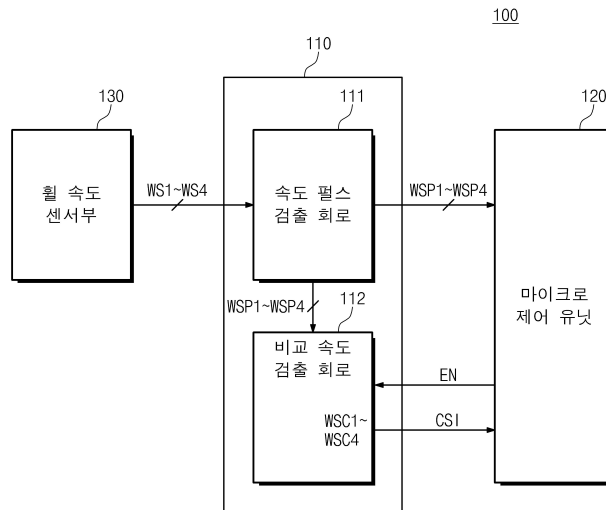 100
110
130
111
120
휠 속도
센서부
WS1~WS4
속도 펄스
검출 회로
WSP1~WSP4
WSP1~WSP4
112
비교 속도
검출 회로
WSC1~
WSC4
마이크로
제어 유닛
EN
CSI